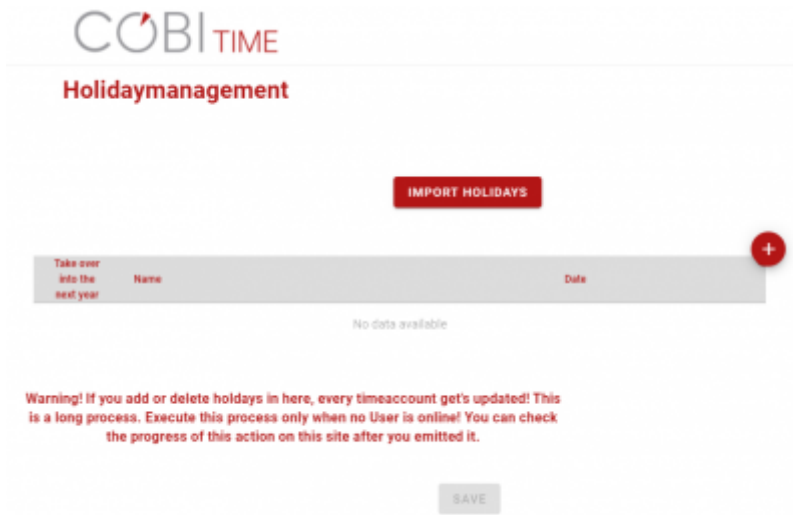 COBI TIME
Holidaymanagement
IMPORT HOLIDAYS
+
Take over
into the
next year
Name
Date
No data available
Warning! If you add or delete holdays in here, every timeaccount get's updated! This
is a long process. Execute this process only when no User is online! You can check
the progress of this action on this site after you emitted it.
SAVE